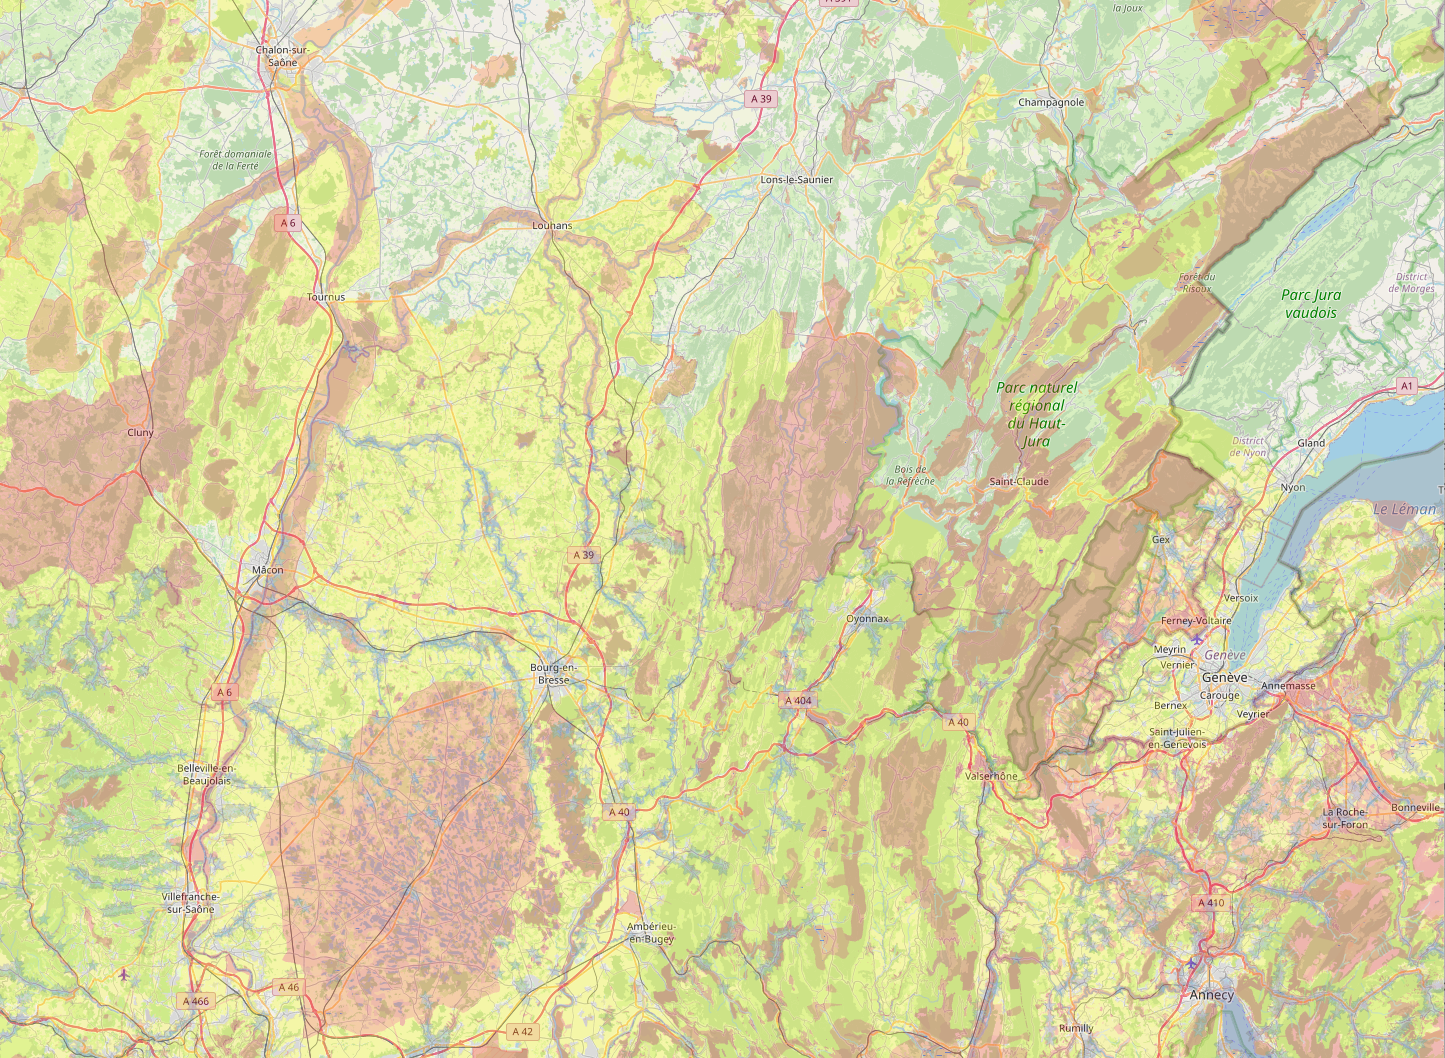 A 391
la Joux
Chalon-sur-
Saône
A 39
Champagnole
Forêt domaniale
de la Ferté
Lons-le-Saunier
A 6
Louhans
Tournus
Forêt du
Risoux
District
de Morges
Parc Jura
vaudois
Parc naturel
régional
du Haut-
Jura
A1
Cluny
Gland
District
de Nyon
Bois de
la Refrèche
Saint-Claude
Nyon
Le Léman
Gex
A 39
Mâcon
Versoix
Oyonnax
Ferney-Voltaire
Meyrin
Genève
Vernier
Genève
Bourg-en-
Bresse
Carouge
Annemasse
A 6
A 404
Bernex
Veyrier
A 40
Saint-Julien-
en-Genevois
Belleville-en-
Beaujolais
Valserhône
A 40
La Roche-
sur-Foron
Bonneville
Villefranche-
sur-Saône
A 410
Ambérieu-
en-Bugey
A 46
A 466
Annecy
A 42
Rumilly